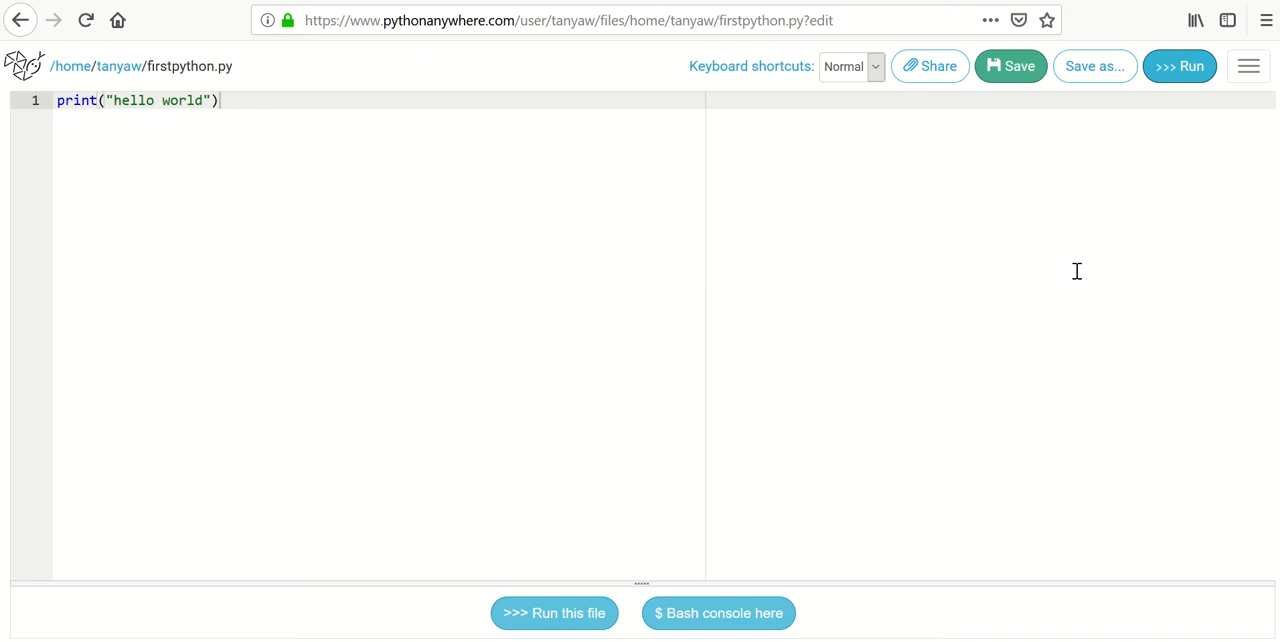 https://www.pythonanywhere.com/user/tanyaw/files/home/tanyaw/firstpython.py?edit
/home/tanyaw/firstpython.py Keyboard shortcuts: Normal Share Save Save as... >>> Run
1 print("hello world")
>>> Run this file $ Bash console here